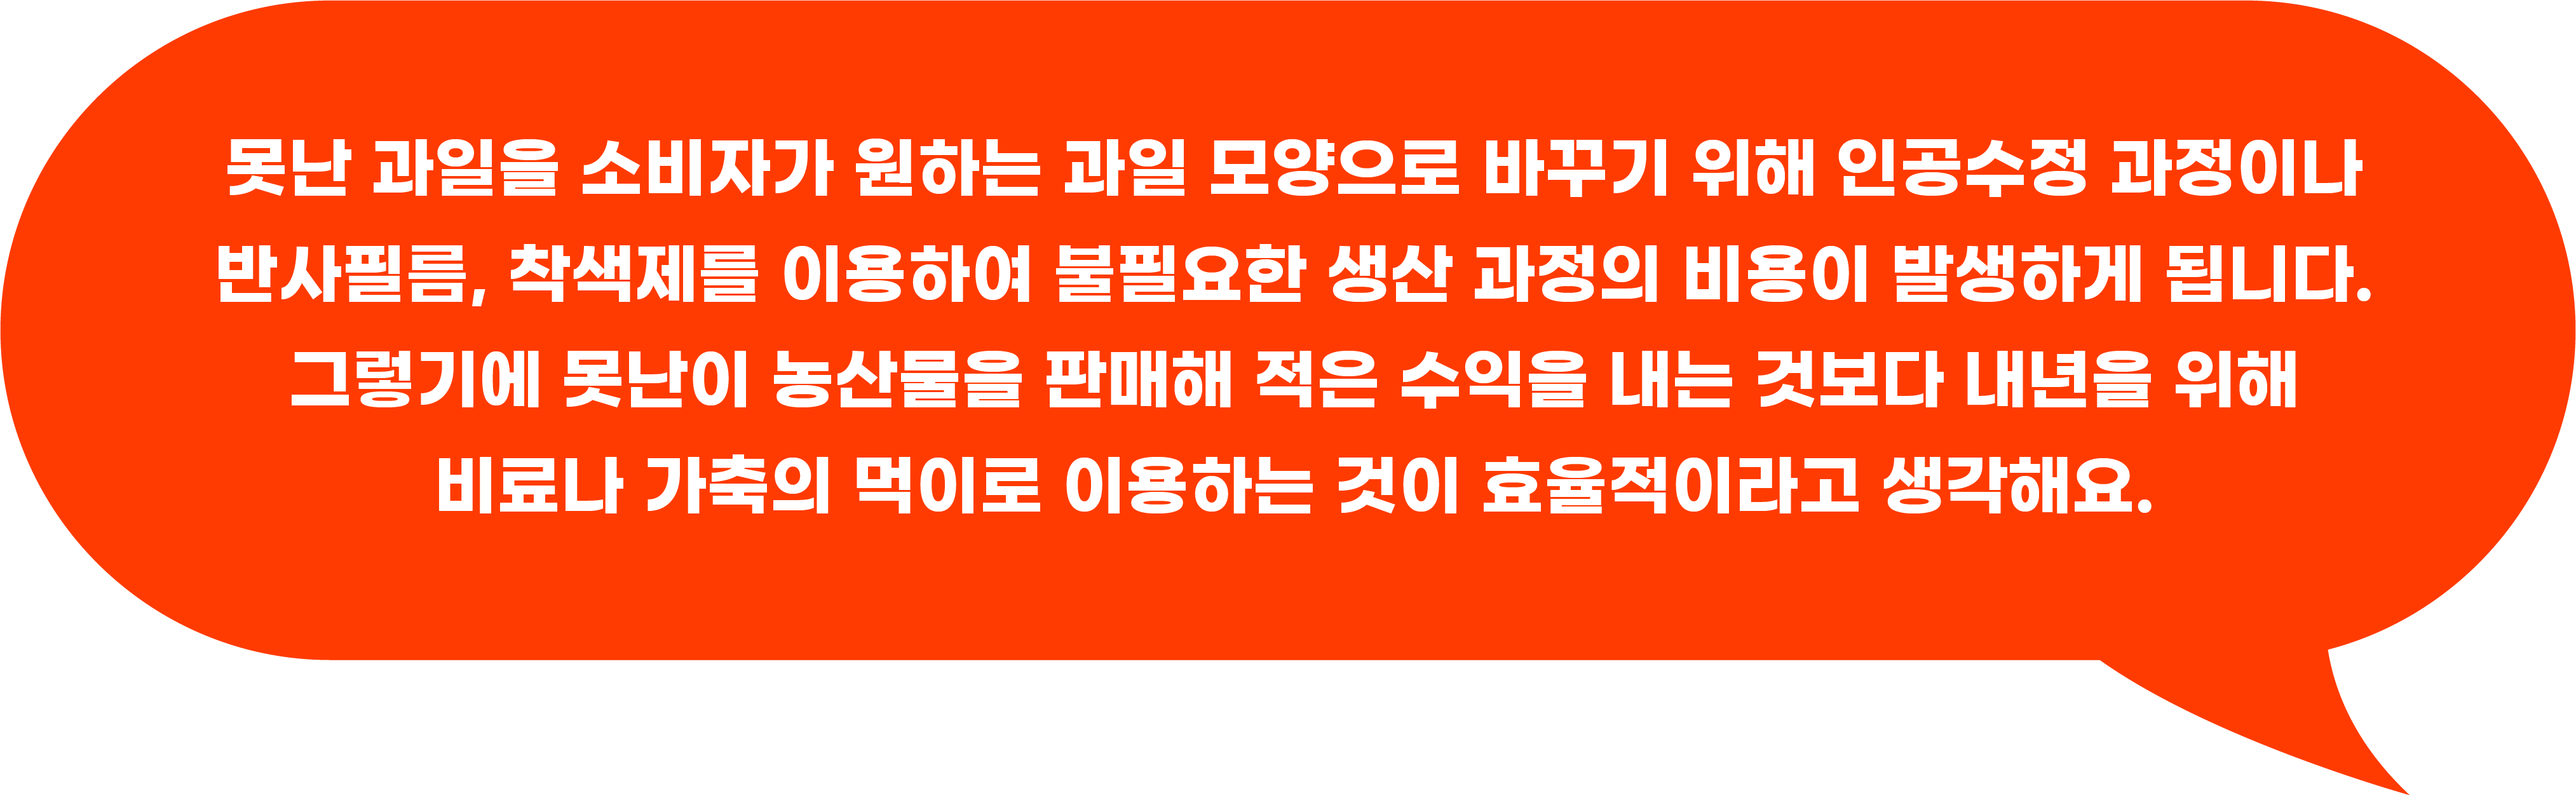 못난 과일을 소비자가 원하는 과일 모양으로 바꾸기 위해 인공수정 과정이나
반사필름, 착색제를 이용하여 불필요한 생산 과정의 비용이 발생하게 됩니다.
그렇기에 못난이 농산물을 판매해 적은 수익을 내는 것보다 내년을 위해
비료나 가축의 먹이로 이용하는 것이 효율적이라고 생각해요.